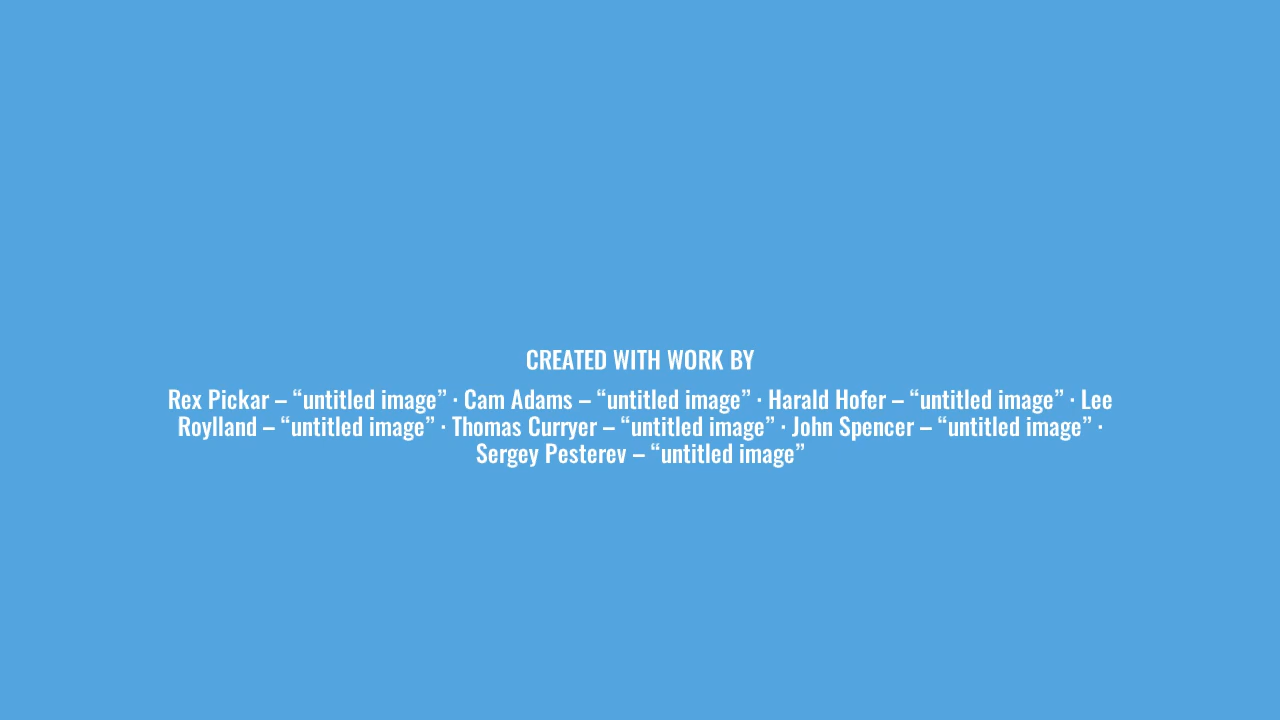 CREATED WITH WORK BY
Rex Pickar – “untitled image” · Cam Adams – “untitled image” · Harald Hofer – “untitled image” · Lee
Roylland – “untitled image” · Thomas Curryer – “untitled image” · John Spencer – “untitled image” ·
Sergey Pesterev – “untitled image”